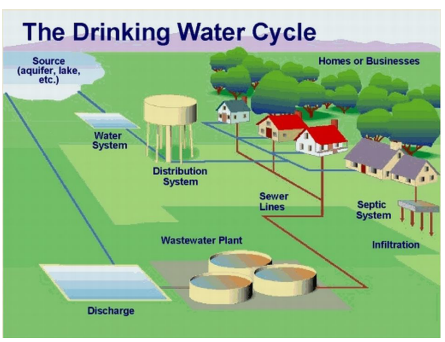 The Drinking Water Cycle
Source
(aquifer, lake,
etc.)
Homes or Businesses
Water
System
Distribution
System
Sewer
Lines
Septic
System
Wastewater Plant
Infiltration
Discharge